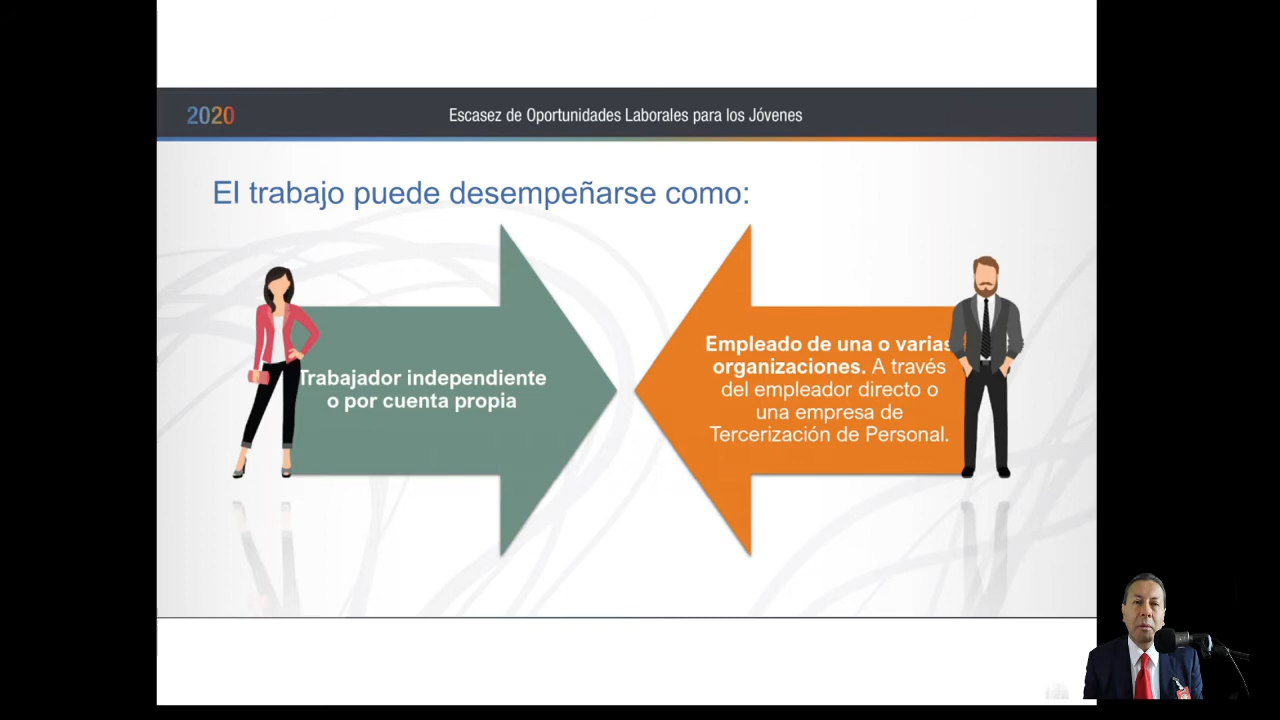 2020
Escasez de Oportunidades Laborales para los Jóvenes
El trabajo puede desempeñarse como:
Trabajador independiente
o por cuenta propia
Empleado de una o varias
organizaciones. A través
del empleador directo o
una empresa de
Tercerización de Personal.